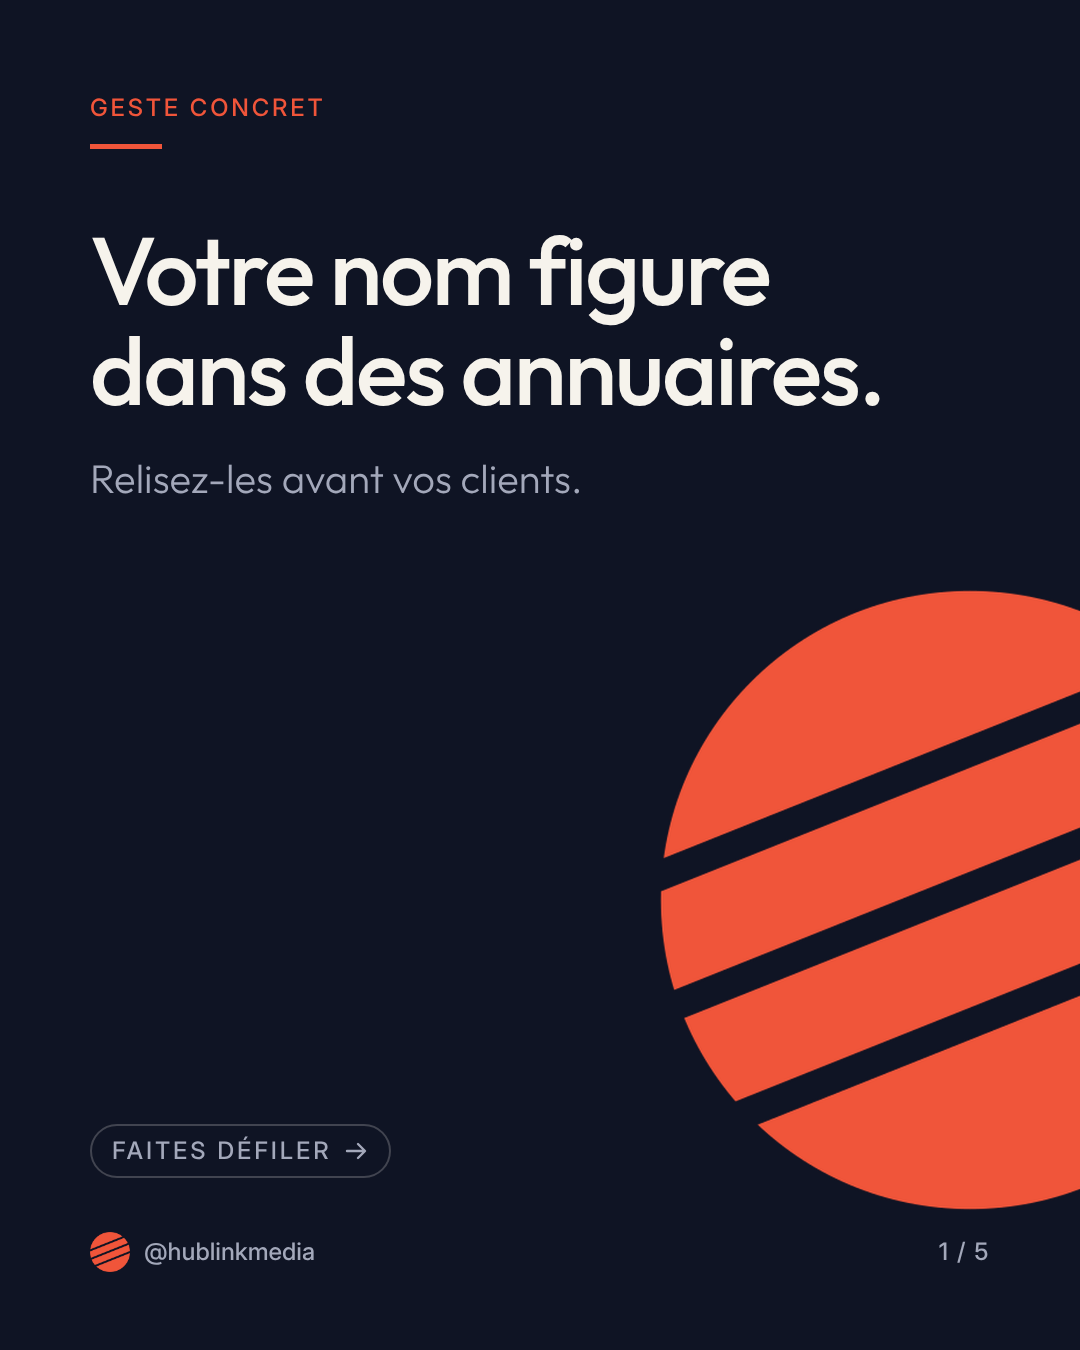 GESTE CONCRET
Votre nom figure
dans des annuaires.
Relisez-les avant vos clients.
FAITES DÉFILER →
@hublinkmedia
1 / 5